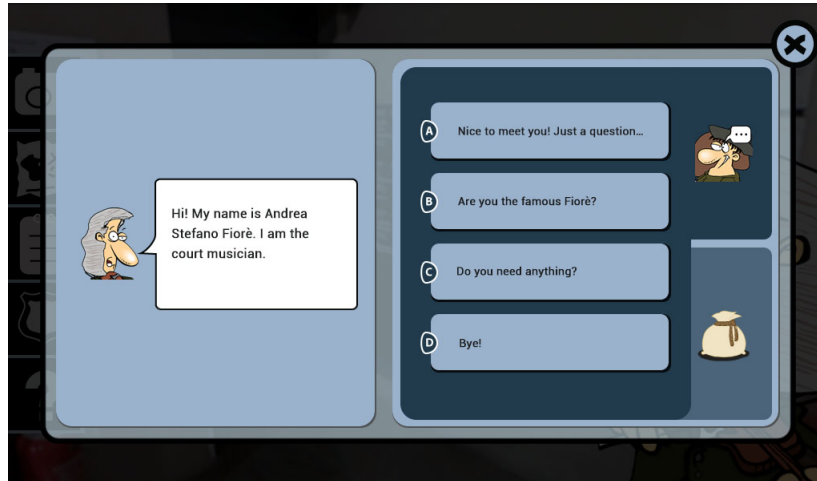 Hi! My name is Andrea
Stefano Fiorè. I am the
court musician.
A Nice to meet you! Just a question...
B Are you the famous Fiorè?
C Do you need anything?
D Bye!